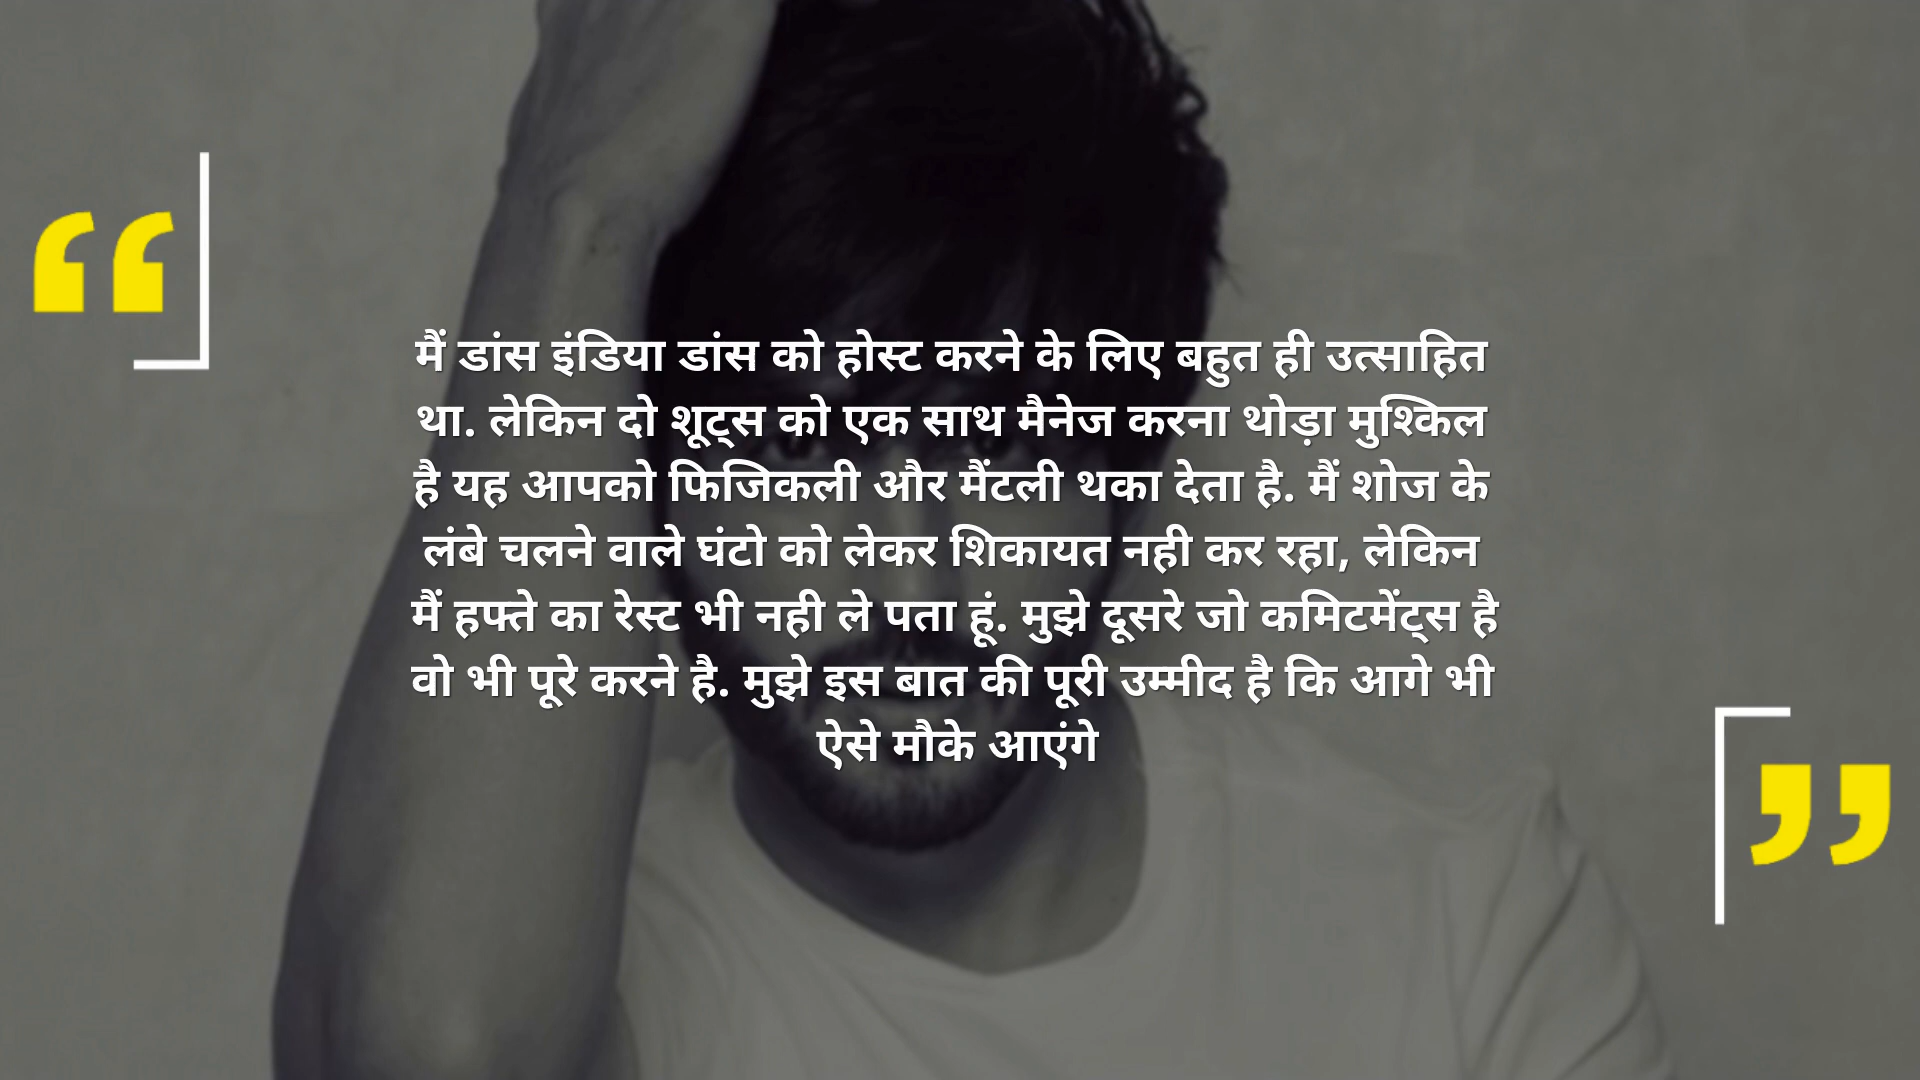 मैं डांस इंडिया डांस को होस्ट करने के लिए बहुत ही उत्साहित
था. लेकिन दो शूट्स को एक साथ मैनेज करना थोड़ा मुश्किल
है यह आपको फिजिकली और मैंटली थका देता है. मैं शोज के
लंबे चलने वाले घंटो को लेकर शिकायत नही कर रहा, लेकिन
मैं हफ्ते का रेस्ट भी नही ले पता हूं. मुझे दूसरे जो कमिटमेंट्स है
वो भी पूरे करने है. मुझे इस बात की पूरी उम्मीद है कि आगे भी
ऐसे मौके आएंगे